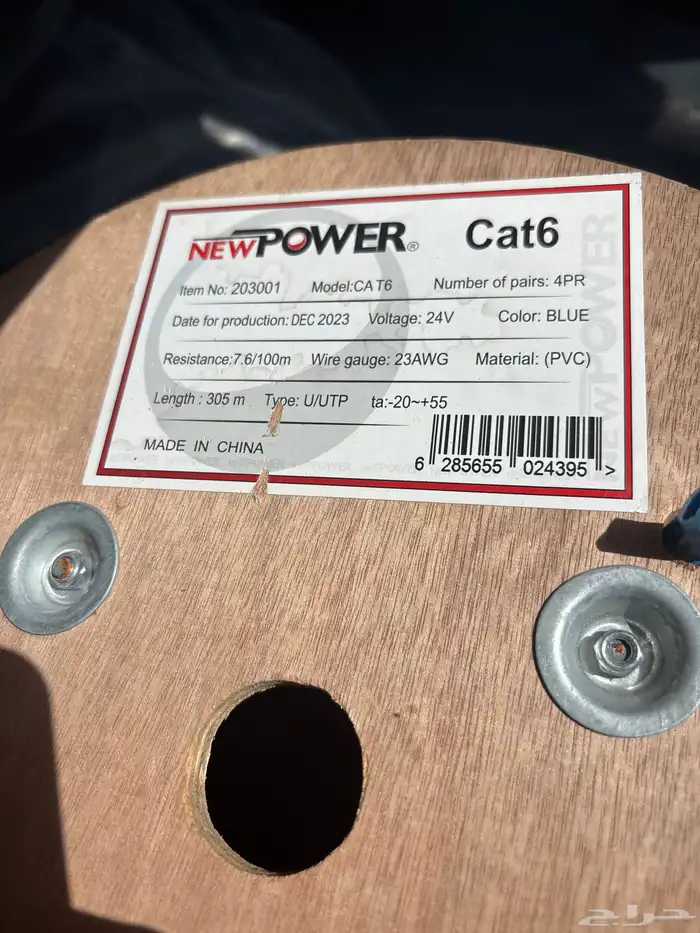 NEWPOWER® Cat6
Item No: 203001 Model:CAT6 Number of pairs: 4PR
Date for production: DEC 2023 Voltage: 24V Color: BLUE
Resistance:7.6/100m Wire gauge: 23AWG Material: (PVC)
Length : 305 m Type: U/UTP ta:-20~+55
MADE IN CHINA
6 285655 024395 >
NEWPOWER
حراج